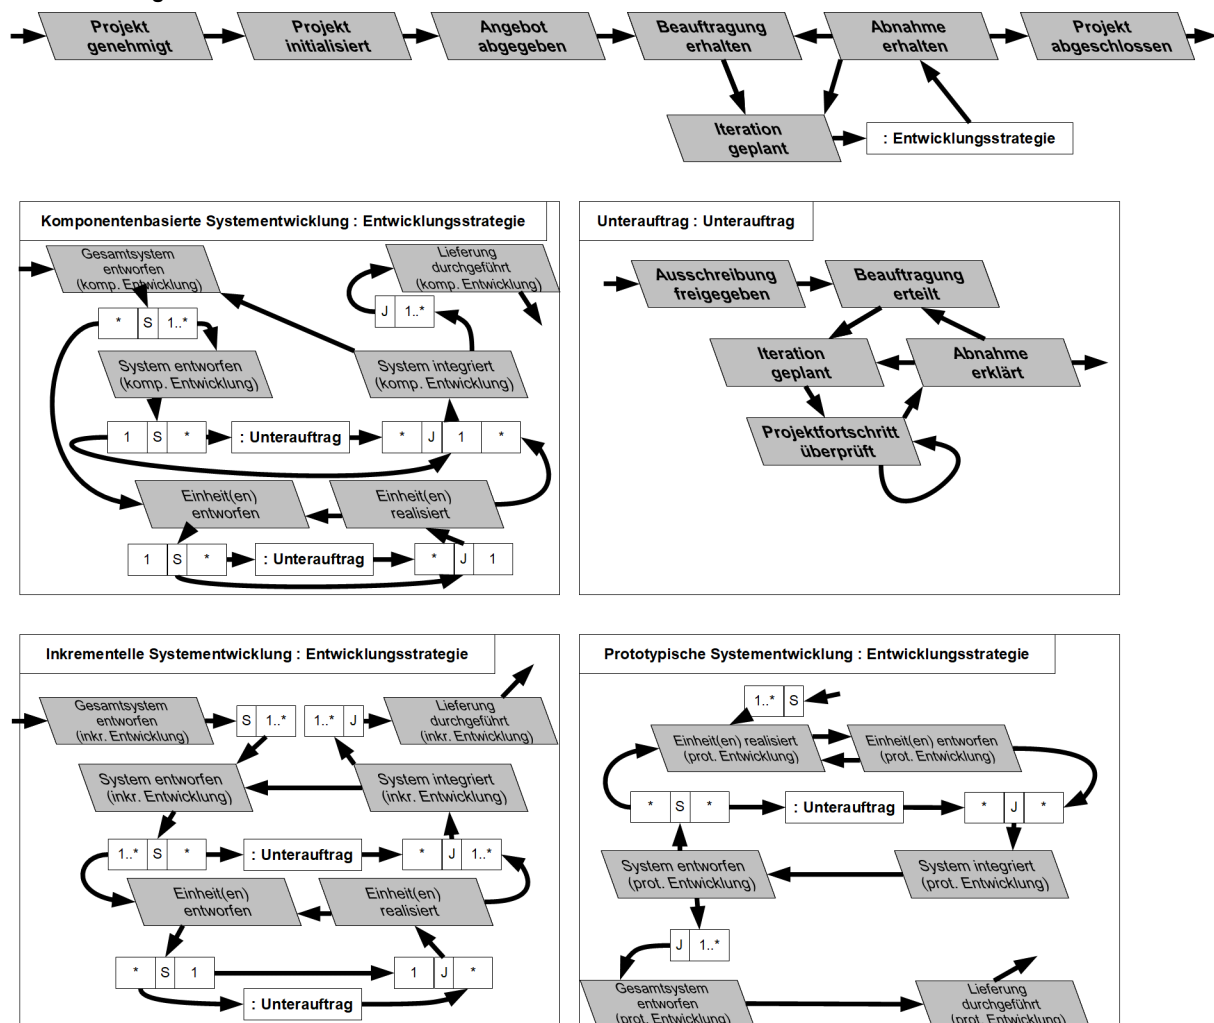 Projekt
genehmigt
Projekt
initialisiert
Angebot
abgegeben
Beauftragung
erhalten
Abnahme
erhalten
Projekt
abgeschlossen
Iteration
geplant
: Entwicklungsstrategie
Komponentenbasierte Systementwicklung : Entwicklungsstrategie
Gesamtsystem
entworfen
(komp. Entwicklung)
Lieferung
durchgeführt
(komp. Entwicklung)
* S 1..*
J 1..*
System entworfen
(komp. Entwicklung)
System integriert
(komp. Entwicklung)
1 S *
: Unterauftrag
* J 1 *
Einheit(en)
entworfen
Einheit(en)
realisiert
1 S *
: Unterauftrag
* J 1
Unterauftrag : Unterauftrag
Ausschreibung
freigegeben
Beauftragung
erteilt
Iteration
geplant
Abnahme
erklärt
Projektfortschritt
überprüft
Inkrementelle Systementwicklung : Entwicklungsstrategie
Gesamtsystem
entworfen
(inkr. Entwicklung)
S 1..*
1..* J
Lieferung
durchgeführt
(inkr. Entwicklung)
System entworfen
(inkr. Entwicklung)
System integriert
(inkr. Entwicklung)
1..* S *
: Unterauftrag
* J 1..*
Einheit(en)
entworfen
Einheit(en)
realisiert
* S 1
1 J *
: Unterauftrag
Prototypische Systementwicklung : Entwicklungsstrategie
1..* S
Einheit(en) realisiert
(prot. Entwicklung)
Einheit(en) entworfen
(prot. Entwicklung)
* S *
: Unterauftrag
* J *
System entworfen
(prot. Entwicklung)
System integriert
(prot. Entwicklung)
J 1..*
Gesamtsystem
entworfen
(prot. Entwicklung)
Lieferung
durchgeführt
(prot. Entwicklung)